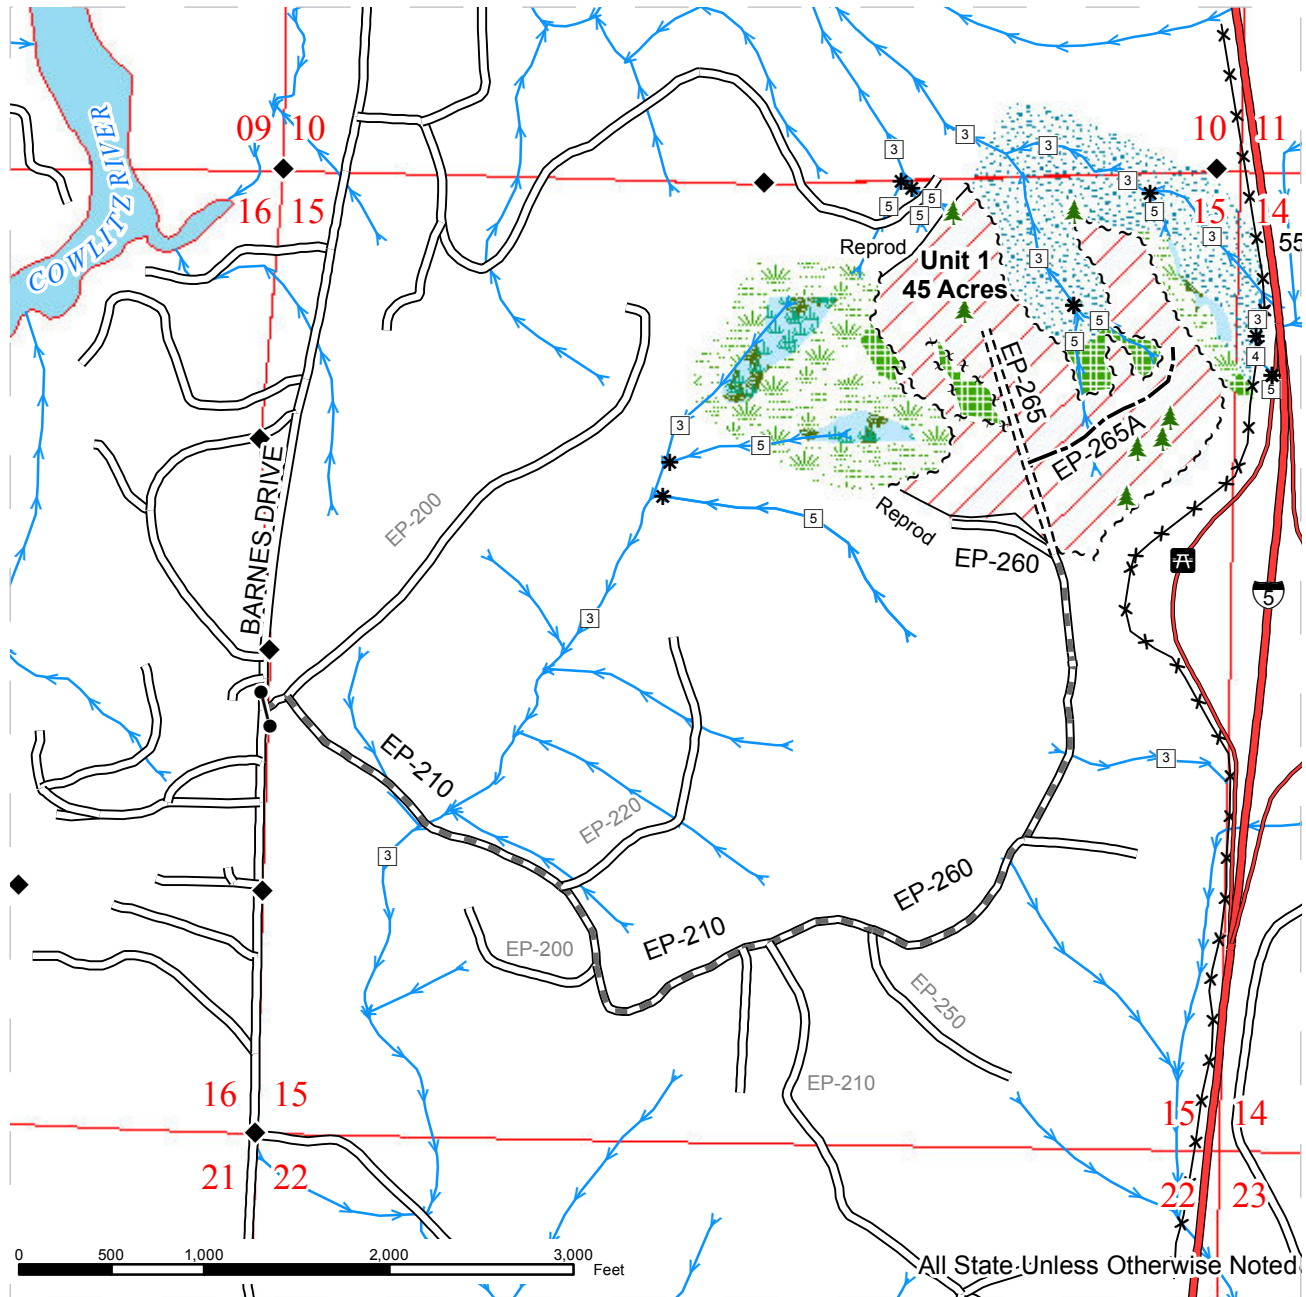 COWLITZ RIVER
09 10
16 15
10 11
15 14
3
3
3
3
5
5
5
5
3
3
55
Reprod
Unit 1
45 Acres
3
5
5
3
4
5
EP-265
EP-265A
3
5
BARNES DRIVE
EP-200
5
Reprod
EP-260
5
3
EP-210
3
EP-220
3
EP-260
EP-210
EP-200
EP-250
EP-210
16 15
21 22
15 14
22 23
0 500 1,000 2,000 3,000
Feet
All State Unless Otherwise Noted